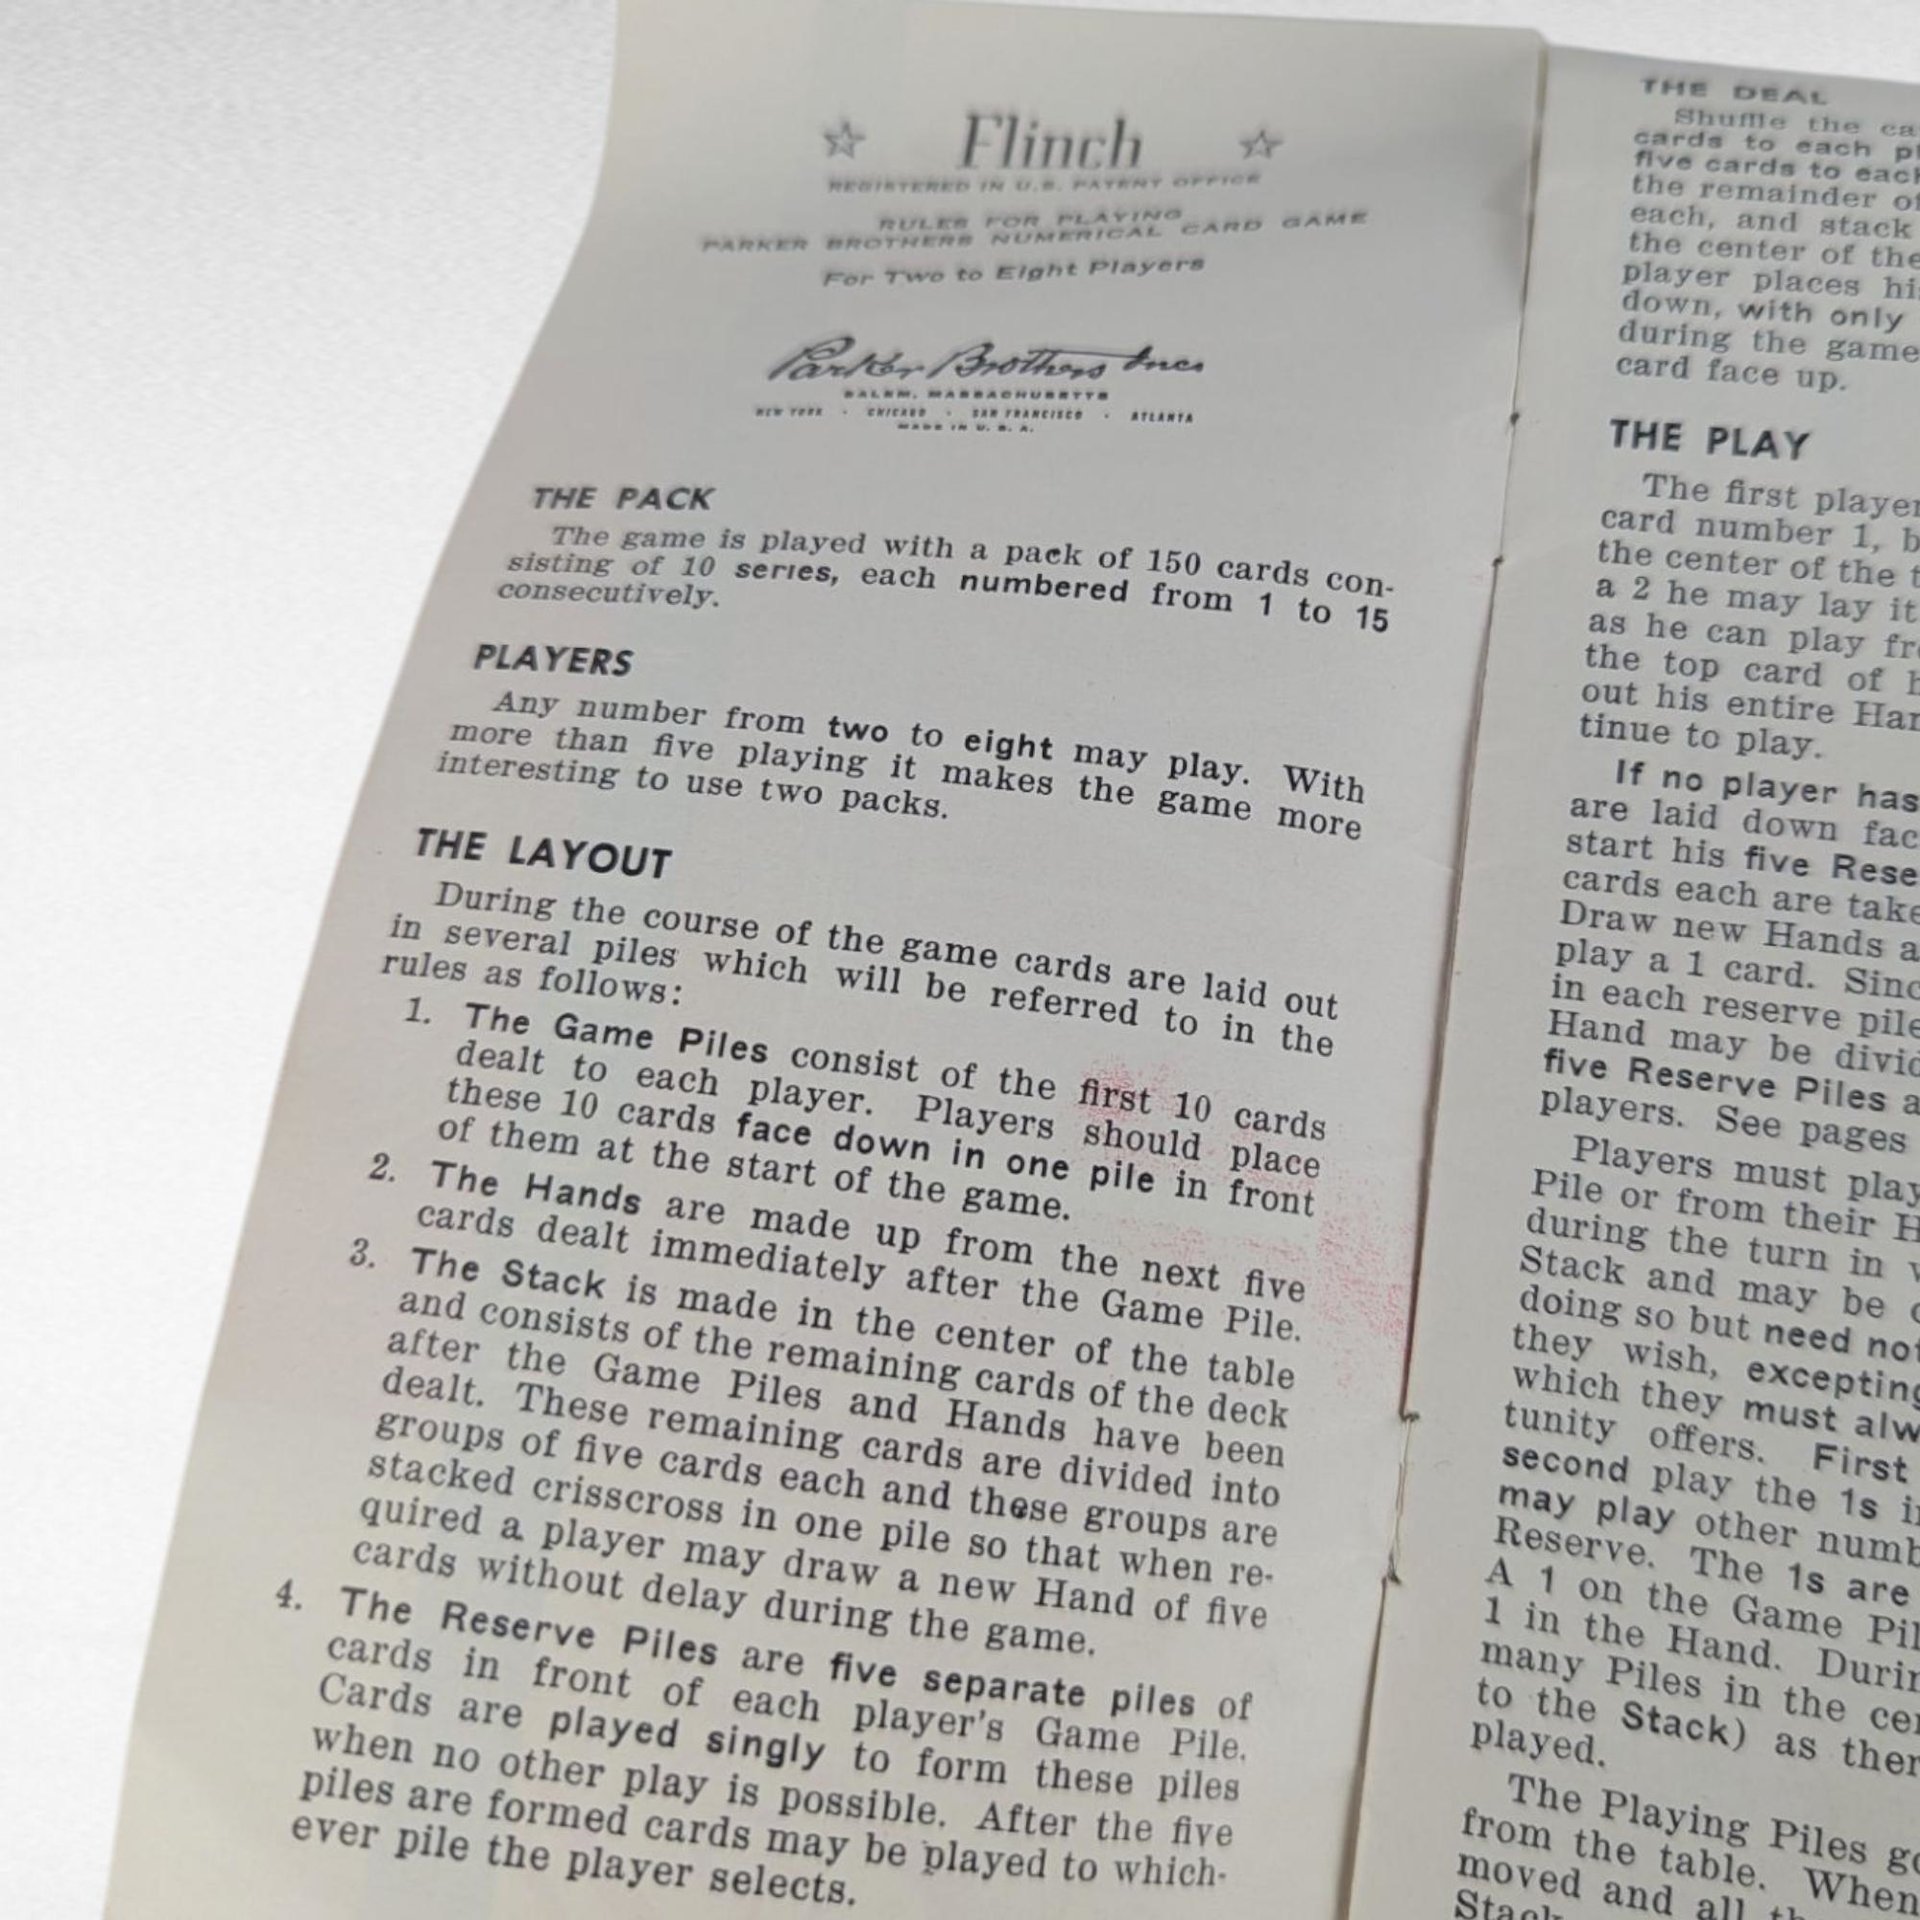 Flinch
REGISTERED IN U.S. PATENT OFFICE
RULES FOR PLAYING
PARKER BROTHERS NUMERICAL CARD GAME
For Two to Eight Players
Parker Brothers Inc
SALEM, MASSACHUSETTS
NEW YORK · CHICAGO · SAN FRANCISCO · ATLANTA
MADE IN U.S.A.
THE PACK
The game is played with a pack of 150 cards con-
sisting of 10 series, each numbered from 1 to 15
consecutively.
PLAYERS
Any number from two to eight may play. With
more than five playing it makes the game more
interesting to use two packs.
THE LAYOUT
During the course of the game cards are laid out
in several piles which will be referred to in the
rules as follows:
1. The Game Piles consist of the first 10 cards
dealt to each player. Players should place
these 10 cards face down in one pile in front
of them at the start of the game.
2. The Hands are made up from the next five
cards dealt immediately after the Game Pile.
3. The Stack is made in the center of the table
and consists of the remaining cards of the deck
after the Game Piles and Hands have been
dealt. These remaining cards are divided into
groups of five cards each and these groups are
stacked crisscross in one pile so that when re-
quired a player may draw a new Hand of five
cards without delay during the game.
4. The Reserve Piles are five separate piles of
cards in front of each player's Game Pile.
Cards are played singly to form these piles
when no other play is possible. After the five
piles are formed cards may be played to which-
ever pile the player selects.
THE DEAL
Shuffle the
cards to each
five cards to each
the remainder of
each, and stack
the center of the
player places
down, with only
during the game
card face up.
THE PLAY
The first player
card number 1,
the center of the
a 2 he may lay it
as he can play
the top card of
out his entire
tinue to play.
If no player has
are laid down
start his five
cards each are
Draw new Hands
play a 1 card.
in each reserve
Hand may be
five Reserve Piles
players. See pages
Players must play
Pile or from their
during the turn in
Stack and may be
doing so but need not
they wish, excepting
which they must
tunity offers. First
second play the 1s
may play other
Reserve. The 1s are
A 1 on the Game
1 in the Hand.
many Piles in the
to the Stack) as
played.
The Playing Piles
from the table. When
moved and all